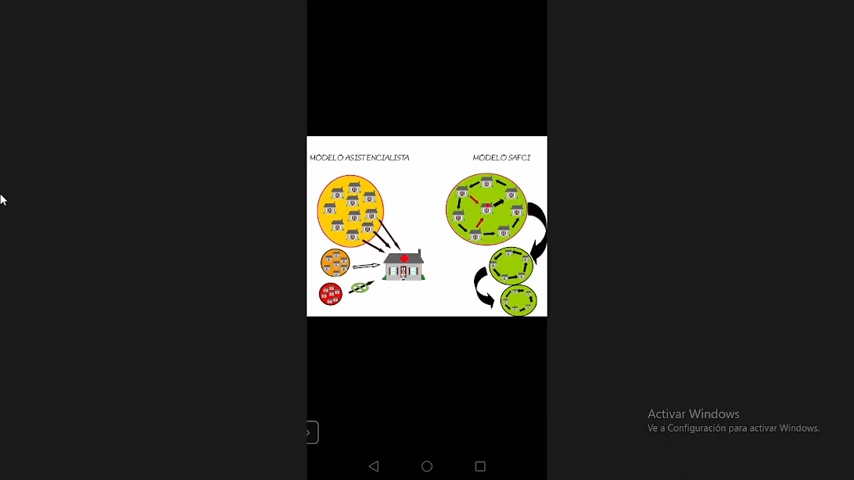 MODELO ASISTENCIALISTA
MODELO SAFCI
Activar Windows
Ve a Configuración para activar Windows.